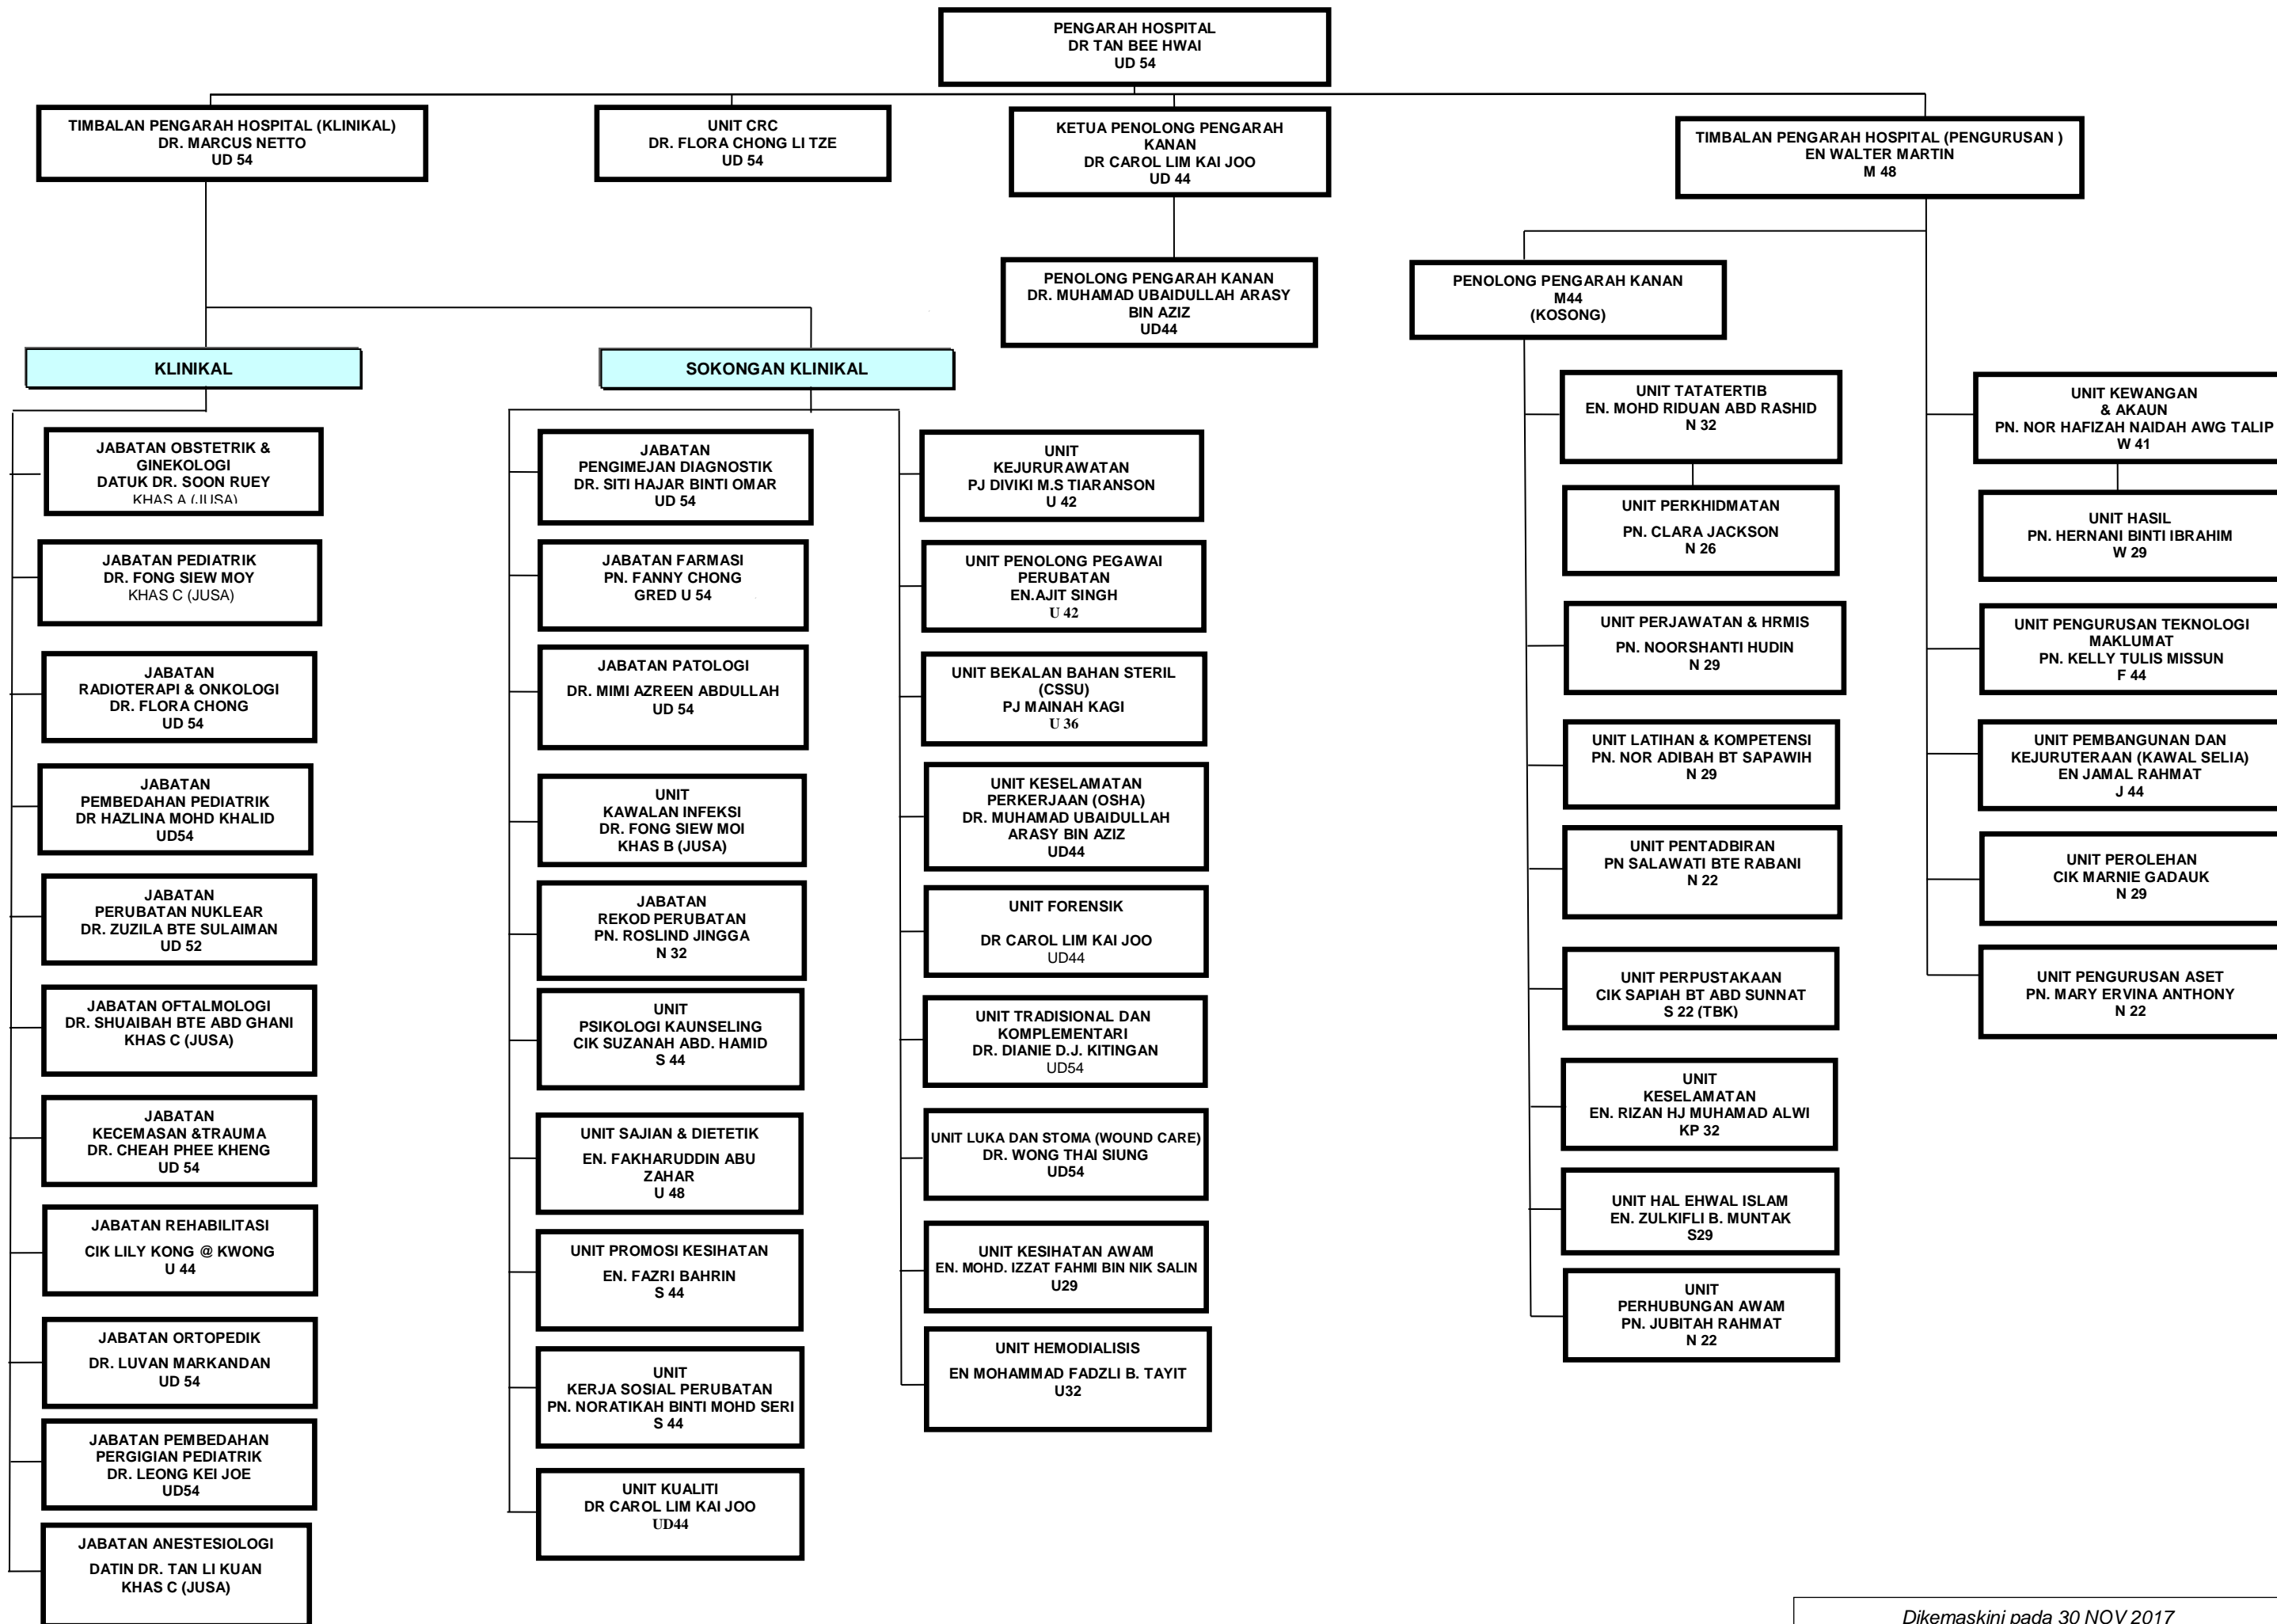 PENGARAH HOSPITAL
DR TAN BEE HWAI
UD 54
TIMBALAN PENGARAH HOSPITAL (KLINIKAL)
DR. MARCUS NETTO
UD 54
UNIT CRC
DR. FLORA CHONG LI TZE
UD 54
KETUA PENOLONG PENGARAH
KANAN
DR CAROL LIM KAI JOO
UD 44
TIMBALAN PENGARAH HOSPITAL (PENGURUSAN )
EN WALTER MARTIN
M 48
PENOLONG PENGARAH KANAN
DR. MUHAMAD UBAIDULLAH ARASY
BIN AZIZ
UD44
PENOLONG PENGARAH KANAN
M44
(KOSONG)
KLINIKAL
JABATAN OBSTETRIK &
GINEKOLOGI
DATUK DR. SOON RUEY
KHAS A (JUSA)
JABATAN PEDIATRIK
DR. FONG SIEW MOY
KHAS C (JUSA)
JABATAN
RADIOTERAPI & ONKOLOGI
DR. FLORA CHONG
UD 54
JABATAN
PEMBEDAHAN PEDIATRIK
DR HAZLINA MOHD KHALID
UD54
JABATAN
PERUBATAN NUKLEAR
DR. ZUZILA BTE SULAIMAN
UD 52
JABATAN OFTALMOLOGI
DR. SHUAIBAH BTE ABD GHANI
KHAS C (JUSA)
JABATAN
KECEMASAN &TRAUMA
DR. CHEAH PHEE KHENG
UD 54
JABATAN REHABILITASI
CIK LILY KONG @ KWONG
U 44
JABATAN ORTOPEDIK
DR. LUVAN MARKANDAN
UD 54
JABATAN PEMBEDAHAN
PERGIGIAN PEDIATRIK
DR. LEONG KEI JOE
UD54
JABATAN ANESTESIOLOGI
DATIN DR. TAN LI KUAN
KHAS C (JUSA)
SOKONGAN KLINIKAL
JABATAN
PENGIMEJAN DIAGNOSTIK
DR. SITI HAJAR BINTI OMAR
UD 54
JABATAN FARMASI
PN. FANNY CHONG
GRED U 54
JABATAN PATOLOGI
DR. MIMI AZREEN ABDULLAH
UD 54
UNIT
KAWALAN INFEKSI
DR. FONG SIEW MOI
KHAS B (JUSA)
JABATAN
REKOD PERUBATAN
PN. ROSLIND JINGGA
N 32
UNIT
PSIKOLOGI KAUNSELING
CIK SUZANAH ABD. HAMID
S 44
UNIT SAJIAN & DIETETIK
EN. FAKHARUDDIN ABU
ZAHAR
U 48
UNIT PROMOSI KESIHATAN
EN. FAZRI BAHRIN
S 44
UNIT
KERJA SOSIAL PERUBATAN
PN. NORATIKAH BINTI MOHD SERI
S 44
UNIT KUALITI
DR CAROL LIM KAI JOO
UD44
UNIT
KEJURURAWATAN
PJ DIVIKI M.S TIARANSON
U 42
UNIT PENOLONG PEGAWAI
PERUBATAN
EN.AJIT SINGH
U 42
UNIT BEKALAN BAHAN STERIL
(CSSU)
PJ MAINAH KAGI
U 36
UNIT KESELAMATAN
PERKERJAAN (OSHA)
DR. MUHAMAD UBAIDULLAH
ARASY BIN AZIZ
UD44
UNIT FORENSIK
DR CAROL LIM KAI JOO
UD44
UNIT TRADISIONAL DAN
KOMPLEMENTARI
DR. DIANIE D.J. KITINGAN
UD54
UNIT LUKA DAN STOMA (WOUND CARE)
DR. WONG THAI SIUNG
UD54
UNIT KESIHATAN AWAM
EN. MOHD. IZZAT FAHMI BIN NIK SALIN
U29
UNIT HEMODIALISIS
EN MOHAMMAD FADZLI B. TAYIT
U32
UNIT TATATERTIB
EN. MOHD RIDUAN ABD RASHID
N 32
UNIT PERKHIDMATAN
PN. CLARA JACKSON
N 26
UNIT PERJAWATAN & HRMIS
PN. NOORSHANTI HUDIN
N 29
UNIT LATIHAN & KOMPETENSI
PN. NOR ADIBAH BT SAPAWIH
N 29
UNIT PENTADBIRAN
PN SALAWATI BTE RABANI
N 22
UNIT PERPUSTAKAAN
CIK SAPIAH BT ABD SUNNAT
S 22 (TBK)
UNIT
KESELAMATAN
EN. RIZAN HJ MUHAMAD ALWI
KP 32
UNIT HAL EHWAL ISLAM
EN. ZULKIFLI B. MUNTAK
S29
UNIT
PERHUBUNGAN AWAM
PN. JUBITAH RAHMAT
N 22
UNIT KEWANGAN
& AKAUN
PN. NOR HAFIZAH NAIDAH AWG TALIP
W 41
UNIT HASIL
PN. HERNANI BINTI IBRAHIM
W 29
UNIT PENGURUSAN TEKNOLOGI
MAKLUMAT
PN. KELLY TULIS MISSUN
F 44
UNIT PEMBANGUNAN DAN
KEJURUTERAAN (KAWAL SELIA)
EN JAMAL RAHMAT
J 44
UNIT PEROLEHAN
CIK MARNIE GADAUK
N 29
UNIT PENGURUSAN ASET
PN. MARY ERVINA ANTHONY
N 22
Dikemaskini pada 30 NOV 2017